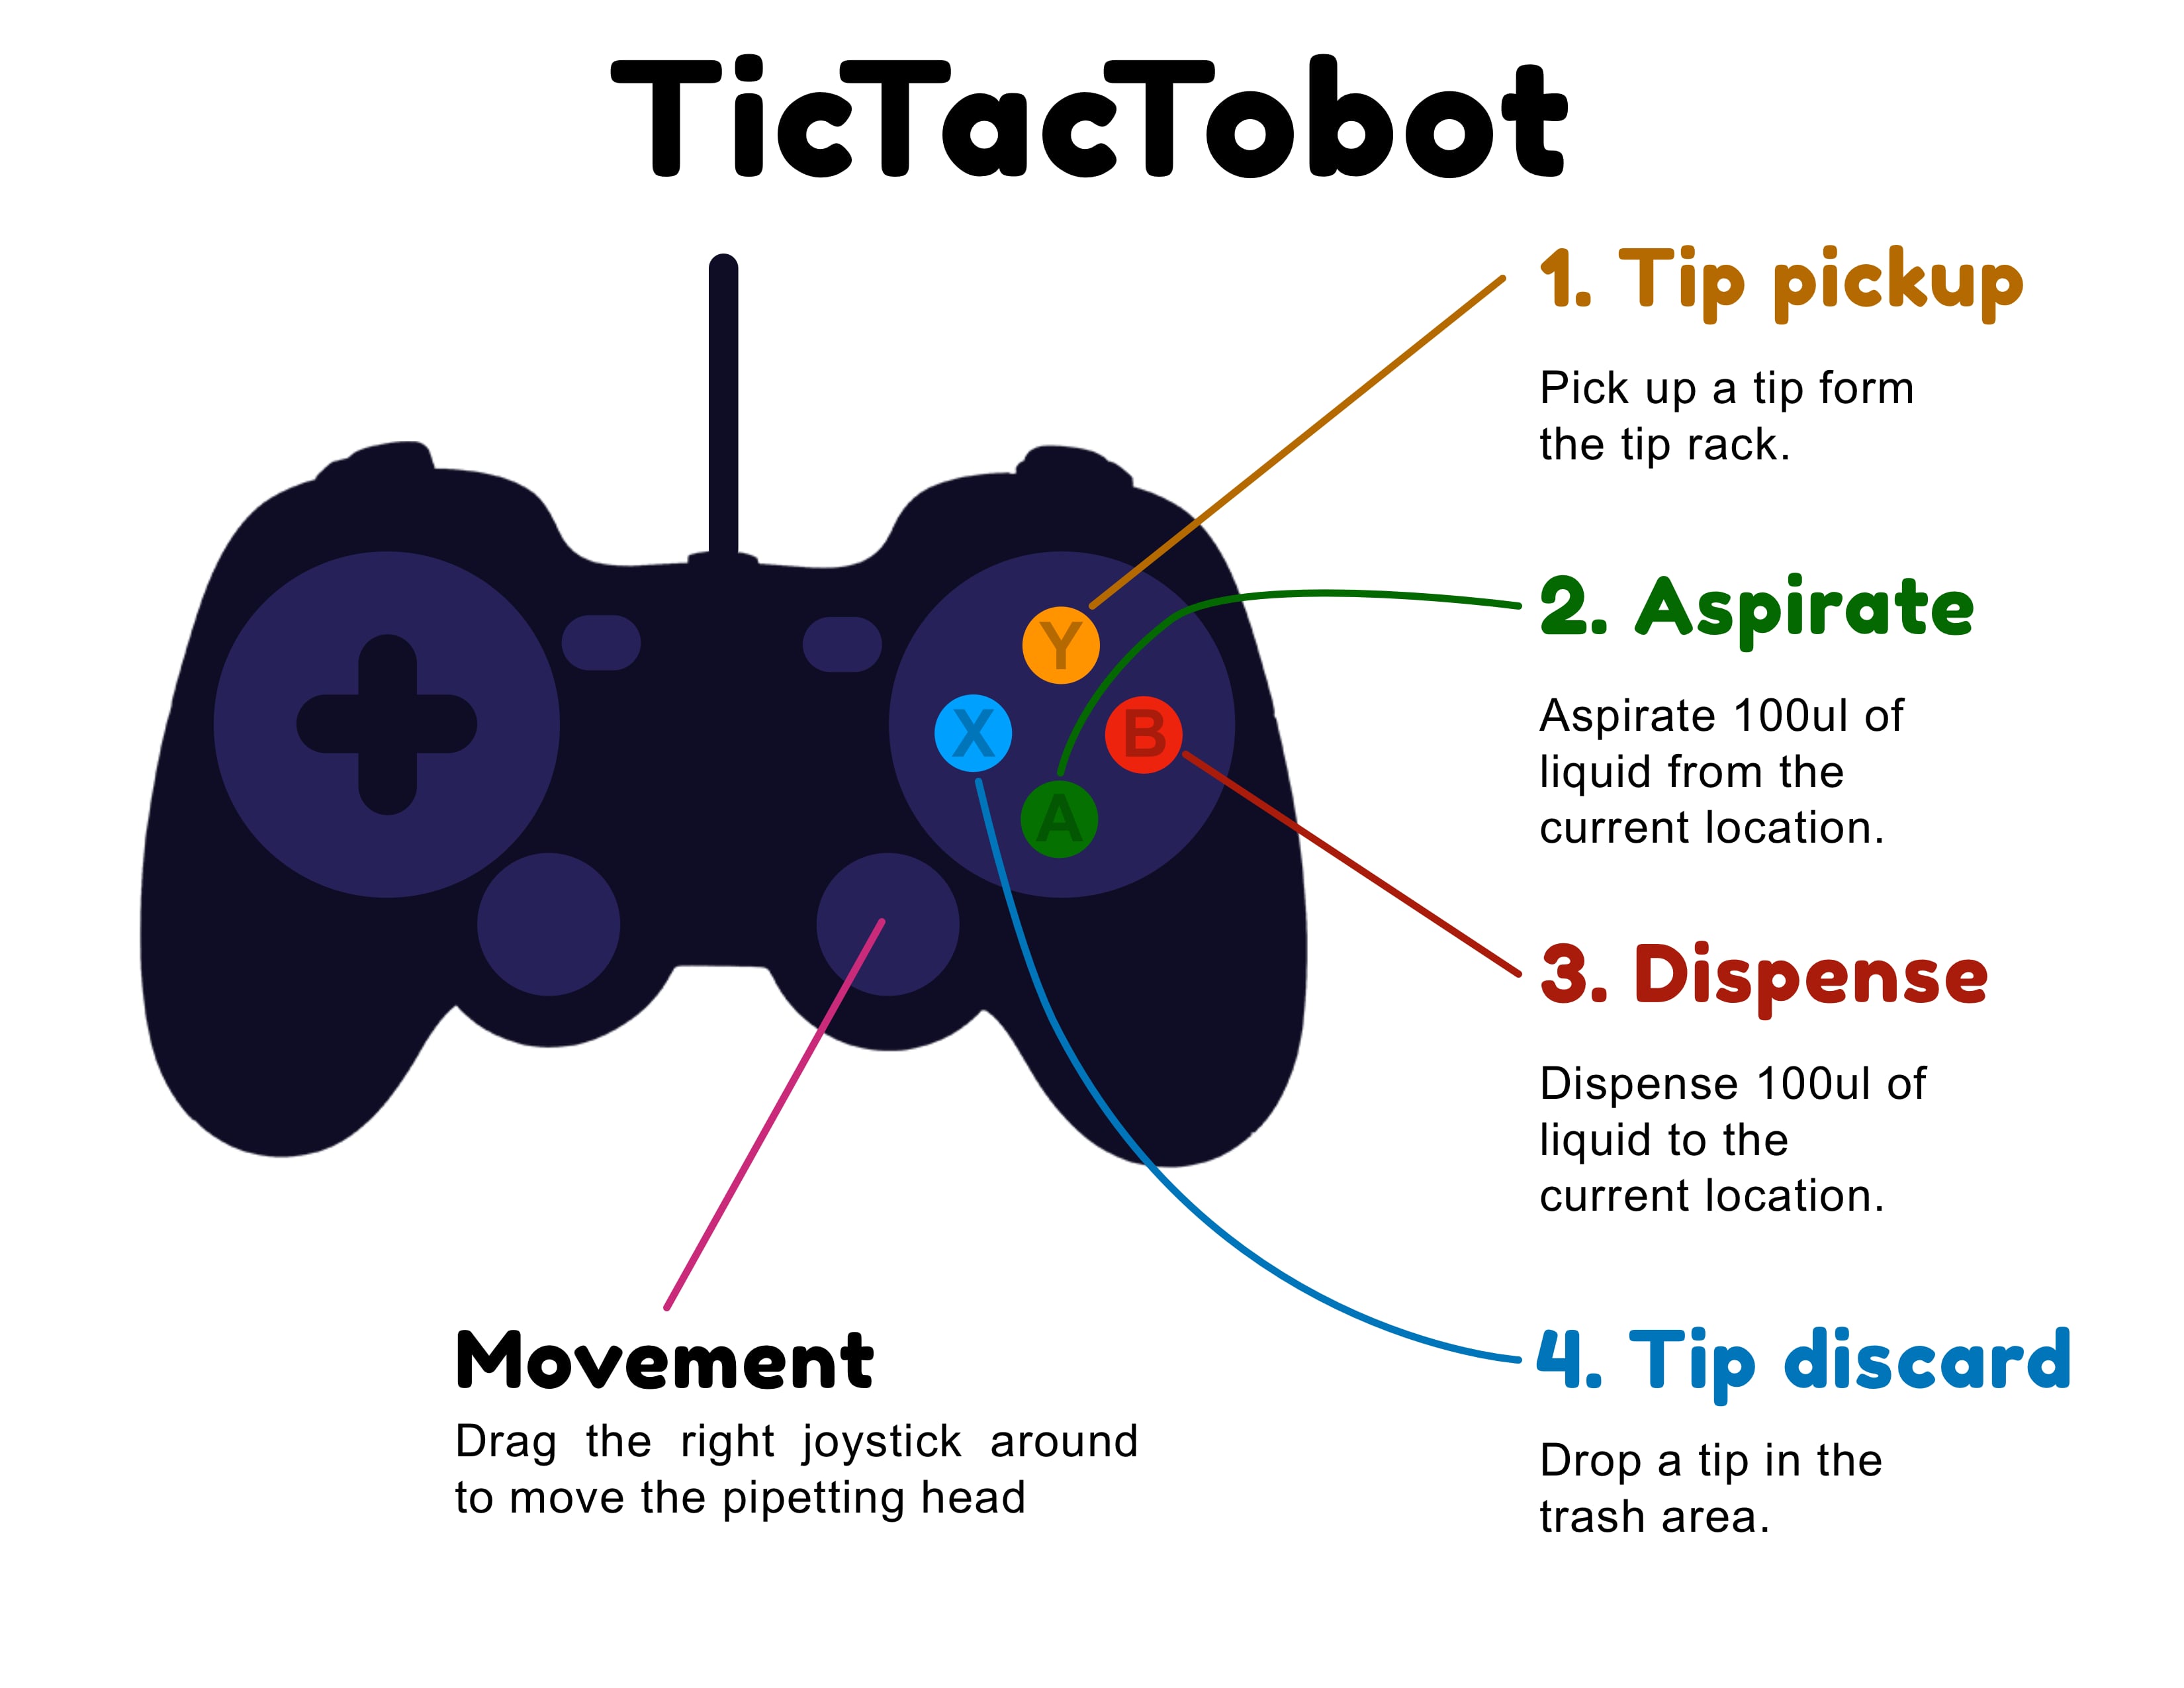 TicTacTobot
1. Tip pickup
Pick up a tip form
the tip rack.
2. Aspirate
Aspirate 100ul of
liquid from the
current location.
Y
X
B
A
3. Dispense
Dispense 100ul of
liquid to the
current location.
4. Tip discard
Drop a tip in the
trash area.
Movement
Drag the right joystick around
to move the pipetting head